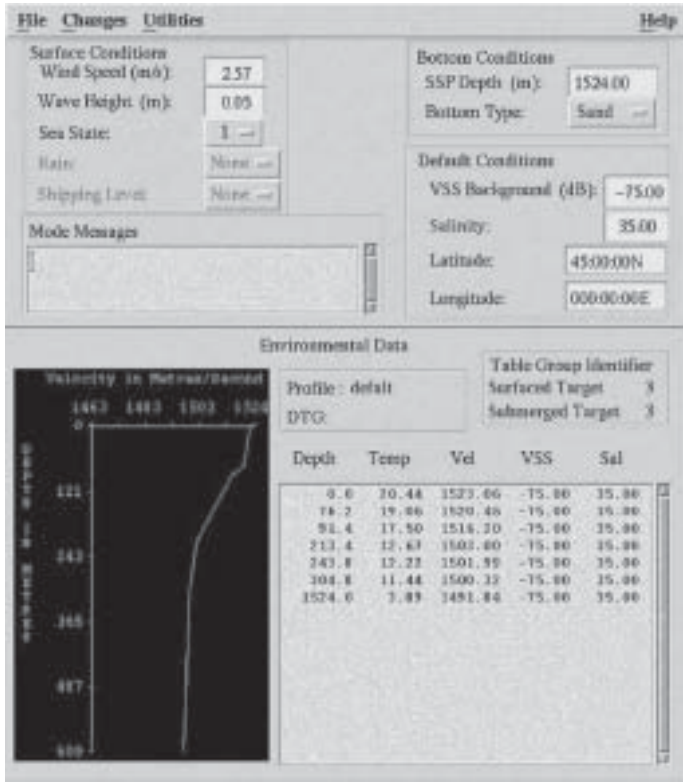 File Changes Utilities Help
Surface Conditions
Wind Speed (m/s): 2.57
Wave Height (m): 0.05
Sea State: 1
Rain: None
Shipping Level: None
Mode Messages
Bottom Conditions
SSP Depth (m): 1524.00
Bottom Type: Sand
Default Conditions
VSS Background (dB): -75.00
Salinity: 35.00
Latitude: 45:00:00N
Longitude: 000:00:00E
Environmental Data
Velocity in Metres/Second
1463 1483 1503 1524
Depth in Metres
0
121
243
365
487
609
Profile : defalt
DTG:
Table Group Identifier
Surfaced Target 3
Submerged Target 3
Depth Temp Vel VSS Sal
0.0 20.44 1523.06 -75.00 35.00
76.2 19.06 1520.46 -75.00 35.00
91.4 17.50 1516.20 -75.00 35.00
213.4 12.67 -75.00 35.00
243.8 12.22 1501.99 -75.00 35.00
304.8 11.44 1500.32 -75.00 35.00
1524.0 3.89 1491.84 -75.00 35.00